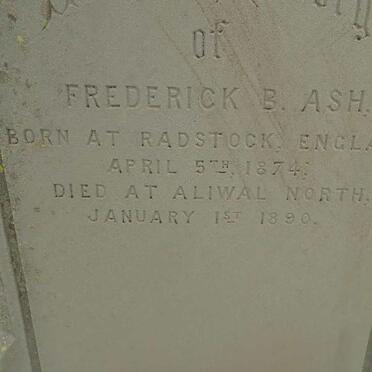 of
FREDERICK B. ASH.
BORN AT RADSTOCK, ENGLA
APRIL 5TH, 1874.
DIED AT ALIWAL NORTH,
JANUARY 1ST 1890.